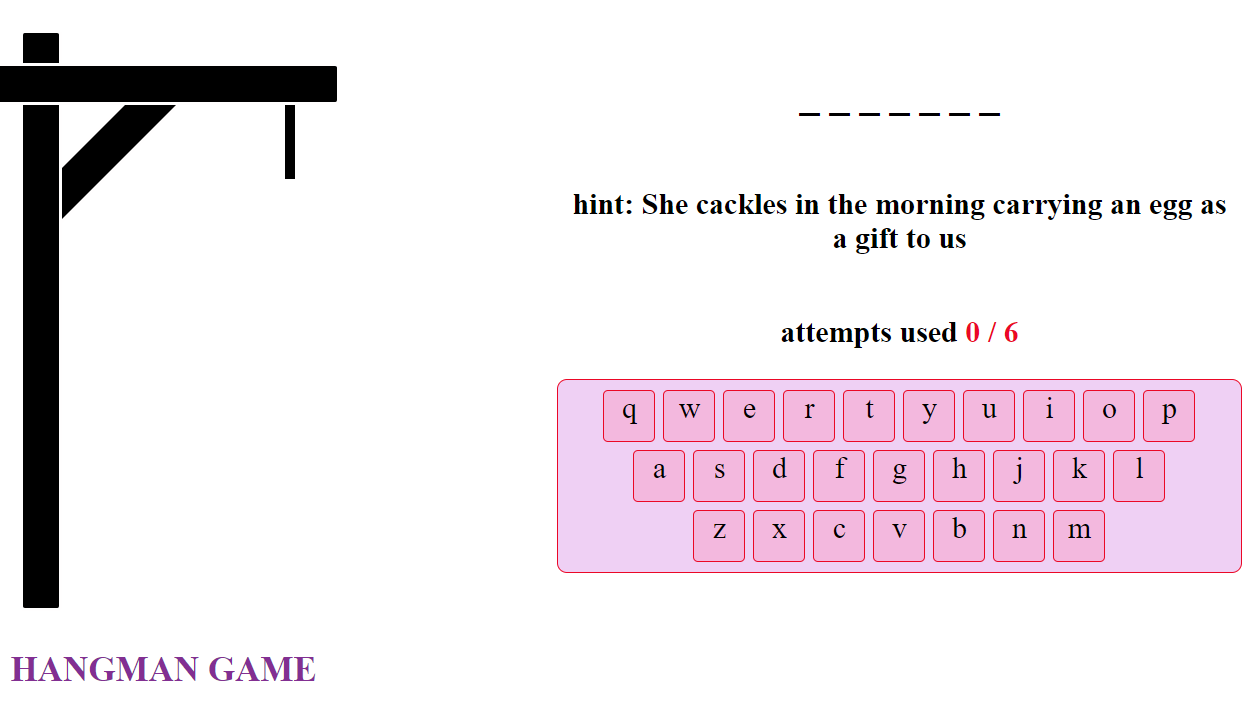 _ _ _ _ _ _ _
hint: She cackles in the morning carrying an egg as
a gift to us
attempts used 0 / 6
q w e r t y u i o p
a s d f g h j k l
z x c v b n m
HANGMAN GAME